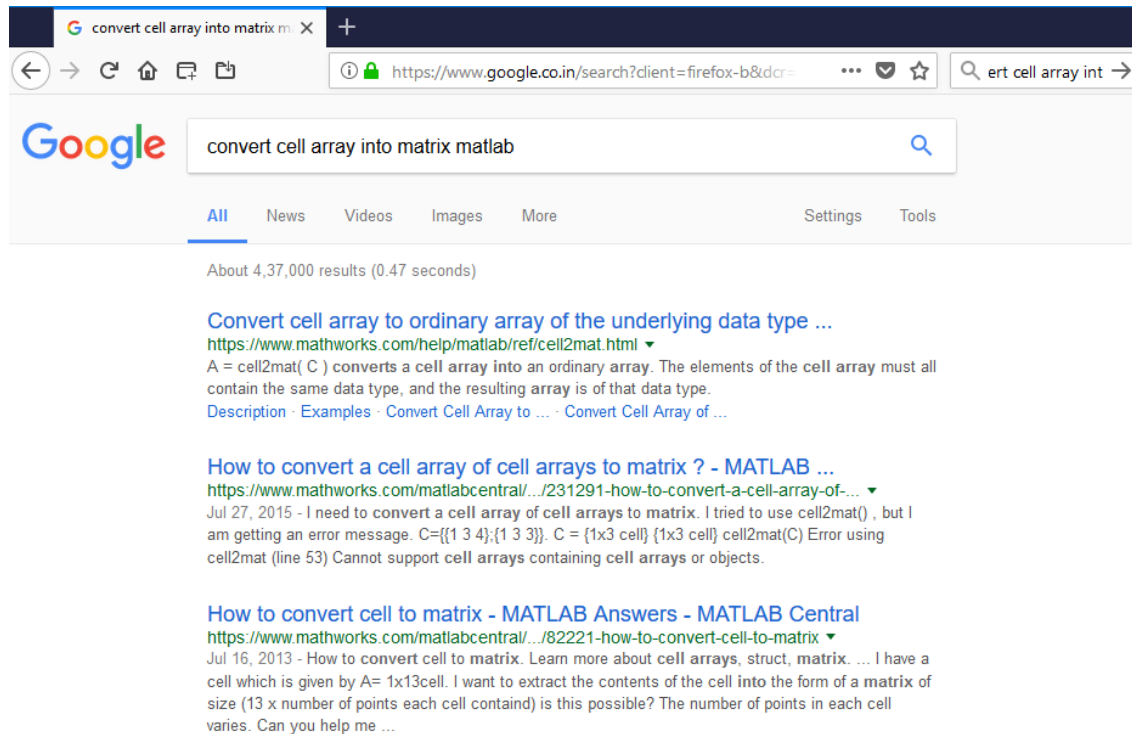 convert cell array into matrix m
https://www.google.co.in/search?client=firefox-b&dcr=
ert cell array int
Google
convert cell array into matrix matlab
All News Videos Images More Settings Tools
About 4,37,000 results (0.47 seconds)
Convert cell array to ordinary array of the underlying data type ...
https://www.mathworks.com/help/matlab/ref/cell2mat.html
A = cell2mat( C ) converts a cell array into an ordinary array. The elements of the cell array must all
contain the same data type, and the resulting array is of that data type.
Description · Examples · Convert Cell Array to ... · Convert Cell Array of ...
How to convert a cell array of cell arrays to matrix ? - MATLAB ...
https://www.mathworks.com/matlabcentral/.../231291-how-to-convert-a-cell-array-of-...
Jul 27, 2015 - I need to convert a cell array of cell arrays to matrix. I tried to use cell2mat() , but I
am getting an error message. C={{1 3 4};{1 3 3}}. C = {1x3 cell} {1x3 cell} cell2mat(C) Error using
cell2mat (line 53) Cannot support cell arrays containing cell arrays or objects.
How to convert cell to matrix - MATLAB Answers - MATLAB Central
https://www.mathworks.com/matlabcentral/.../82221-how-to-convert-cell-to-matrix
Jul 16, 2013 - How to convert cell to matrix. Learn more about cell arrays, struct, matrix. ... I have a
cell which is given by A= 1x13cell. I want to extract the contents of the cell into the form of a matrix of
size (13 x number of points each cell containd) is this possible? The number of points in each cell
varies. Can you help me ...